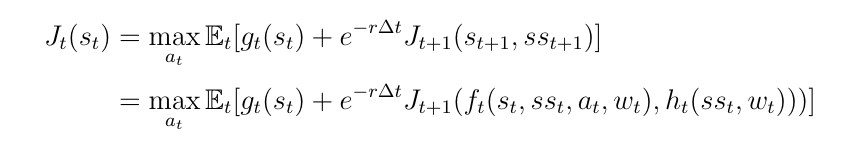 J_t(s_t) = \max_{a_t} \mathbb{E}_t[g_t(s_t) + e^{-r\Delta t} J_{t+1}(s_{t+1}, ss_{t+1})]
= \max_{a_t} \mathbb{E}_t[g_t(s_t) + e^{-r\Delta t} J_{t+1}(f_t(s_t, ss_t, a_t, w_t), h_t(ss_t, w_t)))]